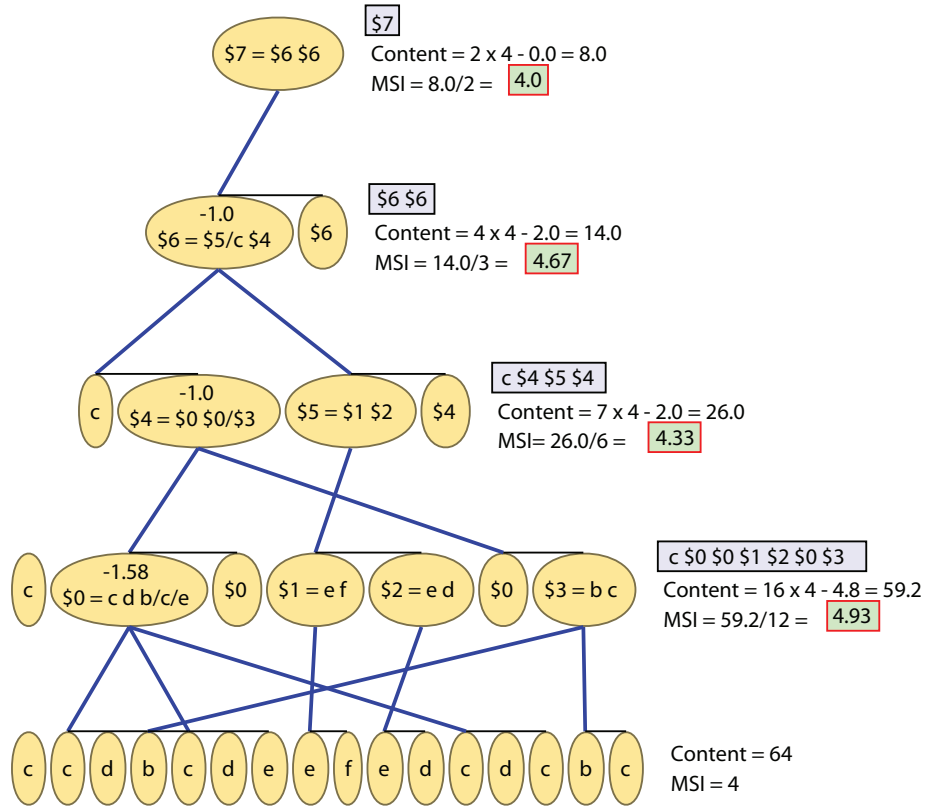 $7
$7 = $6 $6
Content = 2 x 4 - 0.0 = 8.0
MSI = 8.0/2 = 4.0
$6 $6
-1.0
$6 = $5/c $4
$6
Content = 4 x 4 - 2.0 = 14.0
MSI = 14.0/3 = 4.67
c $4 $5 $4
c
-1.0
$4 = $0 $0/$3
$5 = $1 $2
$4
Content = 7 x 4 - 2.0 = 26.0
MSI= 26.0/6 = 4.33
c $0 $0 $1 $2 $0 $3
c
-1.58
$0 = c d b/c/e
$0
$1 = e f
$2 = e d
$0
$3 = b c
Content = 16 x 4 - 4.8 = 59.2
MSI = 59.2/12 = 4.93
c c d b c d e e f e d c d c b c
Content = 64
MSI = 4